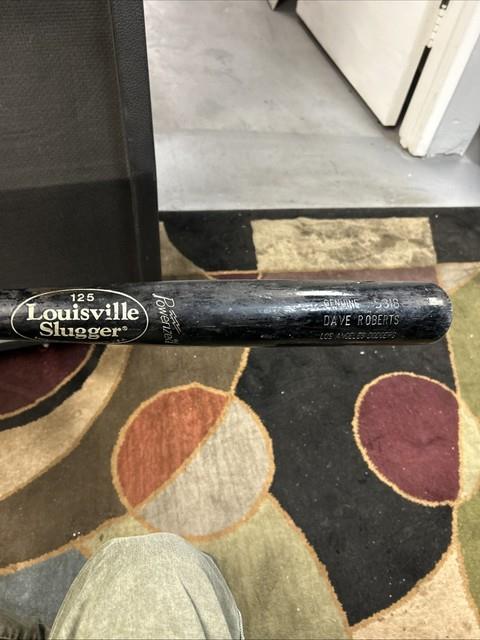 125
Louisville
Slugger®
Powerized
GENUINE S318
DAVE ROBERTS
LOS ANGELES DODGERS